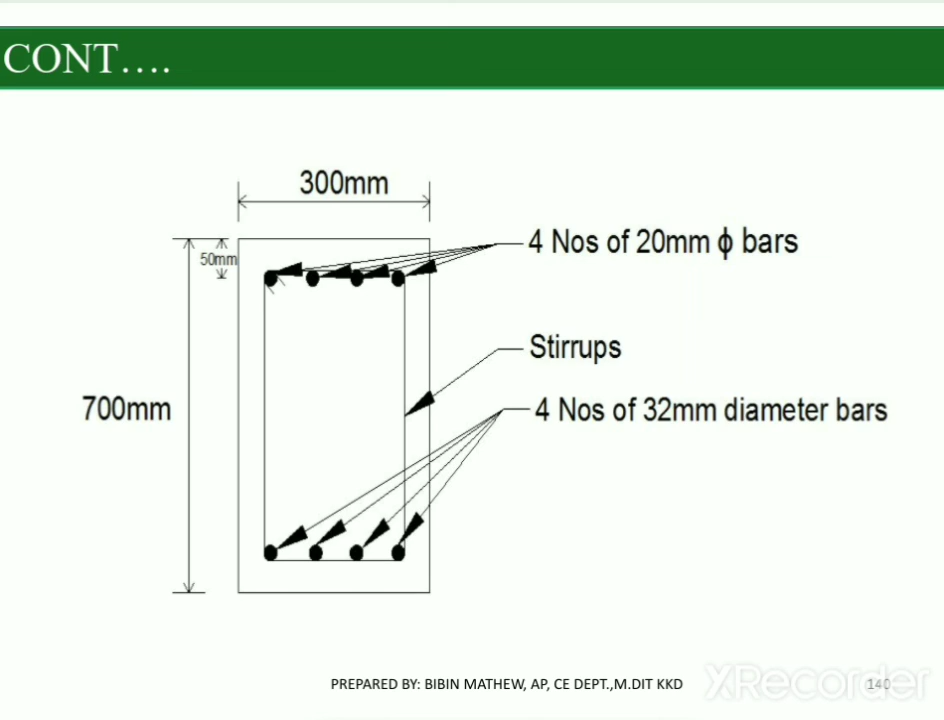 CONT….
300mm
50mm
4 Nos of 20mm ϕ bars
Stirrups
700mm
4 Nos of 32mm diameter bars
PREPARED BY: BIBIN MATHEW, AP, CE DEPT.,M.DIT KKD
XRecorder
140